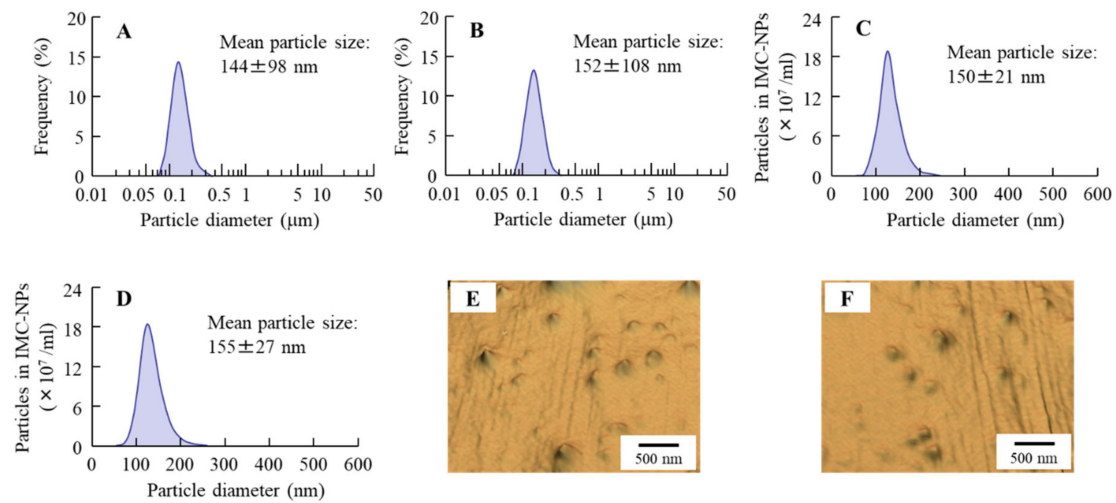 A
Mean particle size:
144±98 nm
Frequency (%)
20
15
10
5
0
0.01
0.05
0.1
0.5
1
5
10
50
Particle diameter (μm)
B
Mean particle size:
152±108 nm
Frequency (%)
20
15
10
5
0
0.01
0.05
0.1
0.5
1
5
10
50
Particle diameter (μm)
C
Mean particle size:
150±21 nm
Particles in IMC-NPs
(×10⁷/ml)
24
18
12
6
0
0
100
200
300
400
500
600
Particle diameter (nm)
D
Mean particle size:
155±27 nm
Particles in IMC-NPs
(×10⁷/ml)
24
18
12
6
0
0
100
200
300
400
500
600
Particle diameter (nm)
E
500 nm
F
500 nm